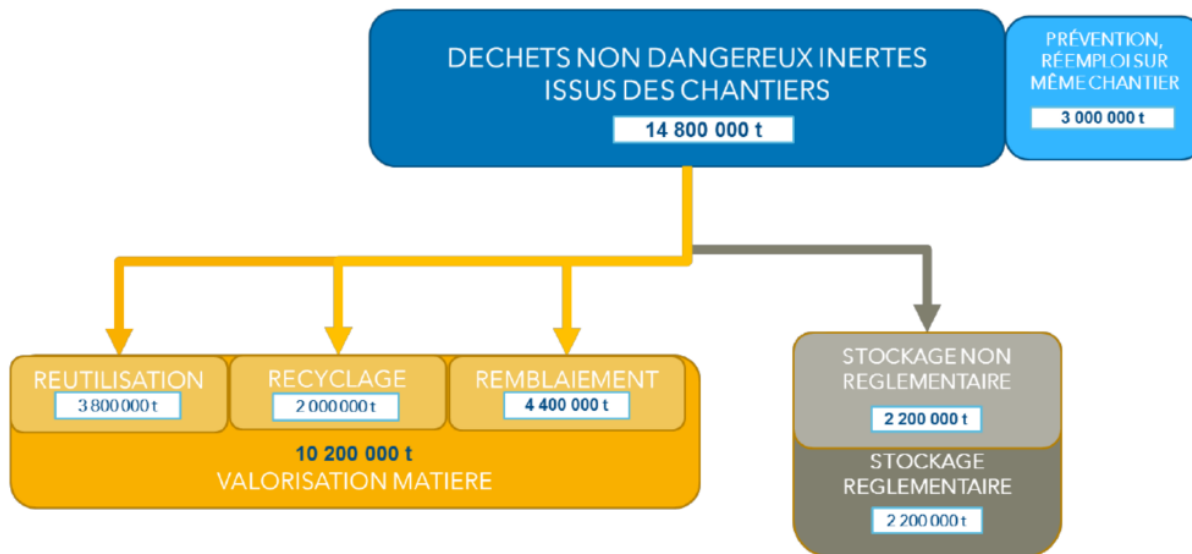 DECHETS NON DANGEREUX INERTES
ISSUS DES CHANTIERS
14 800 000 t
PRÉVENTION,
RÉEMPLOI SUR
MÊME CHANTIER
3 000 000 t
REUTILISATION
3 800 000 t
RECYCLAGE
2 000 000 t
REMBLAIEMENT
4 400 000 t
10 200 000 t
VALORISATION MATIERE
STOCKAGE NON
REGLEMENTAIRE
2 200 000 t
STOCKAGE
REGLEMENTAIRE
2 200 000 t